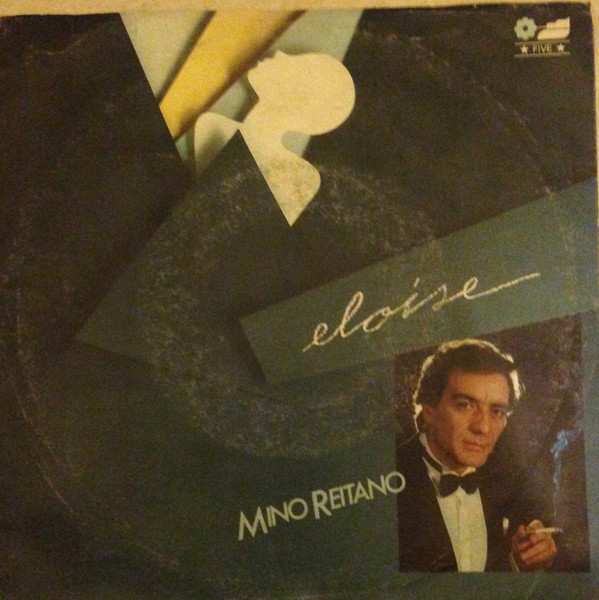 ★ FIVE ★
eloise
MINO REITANO